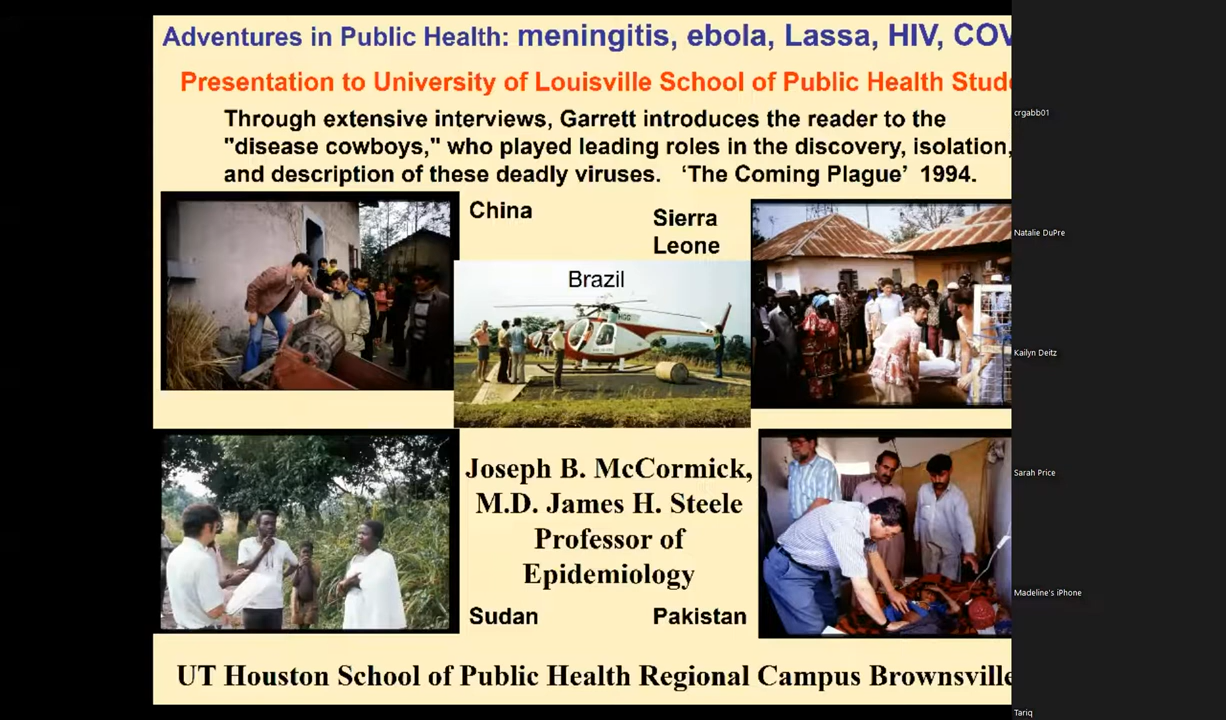 Adventures in Public Health: meningitis, ebola, Lassa, HIV, COV
Presentation to University of Louisville School of Public Health Stude
Through extensive interviews, Garrett introduces the reader to the
"disease cowboys," who played leading roles in the discovery, isolation,
and description of these deadly viruses. ‘The Coming Plague’ 1994.
China
Sierra
Leone
Brazil
Joseph B. McCormick,
M.D. James H. Steele
Professor of
Epidemiology
Sudan
Pakistan
UT Houston School of Public Health Regional Campus Brownsville
crgabb01
Natalie DuPre
Kailyn Deitz
Sarah Price
Madeline's iPhone
Tariq